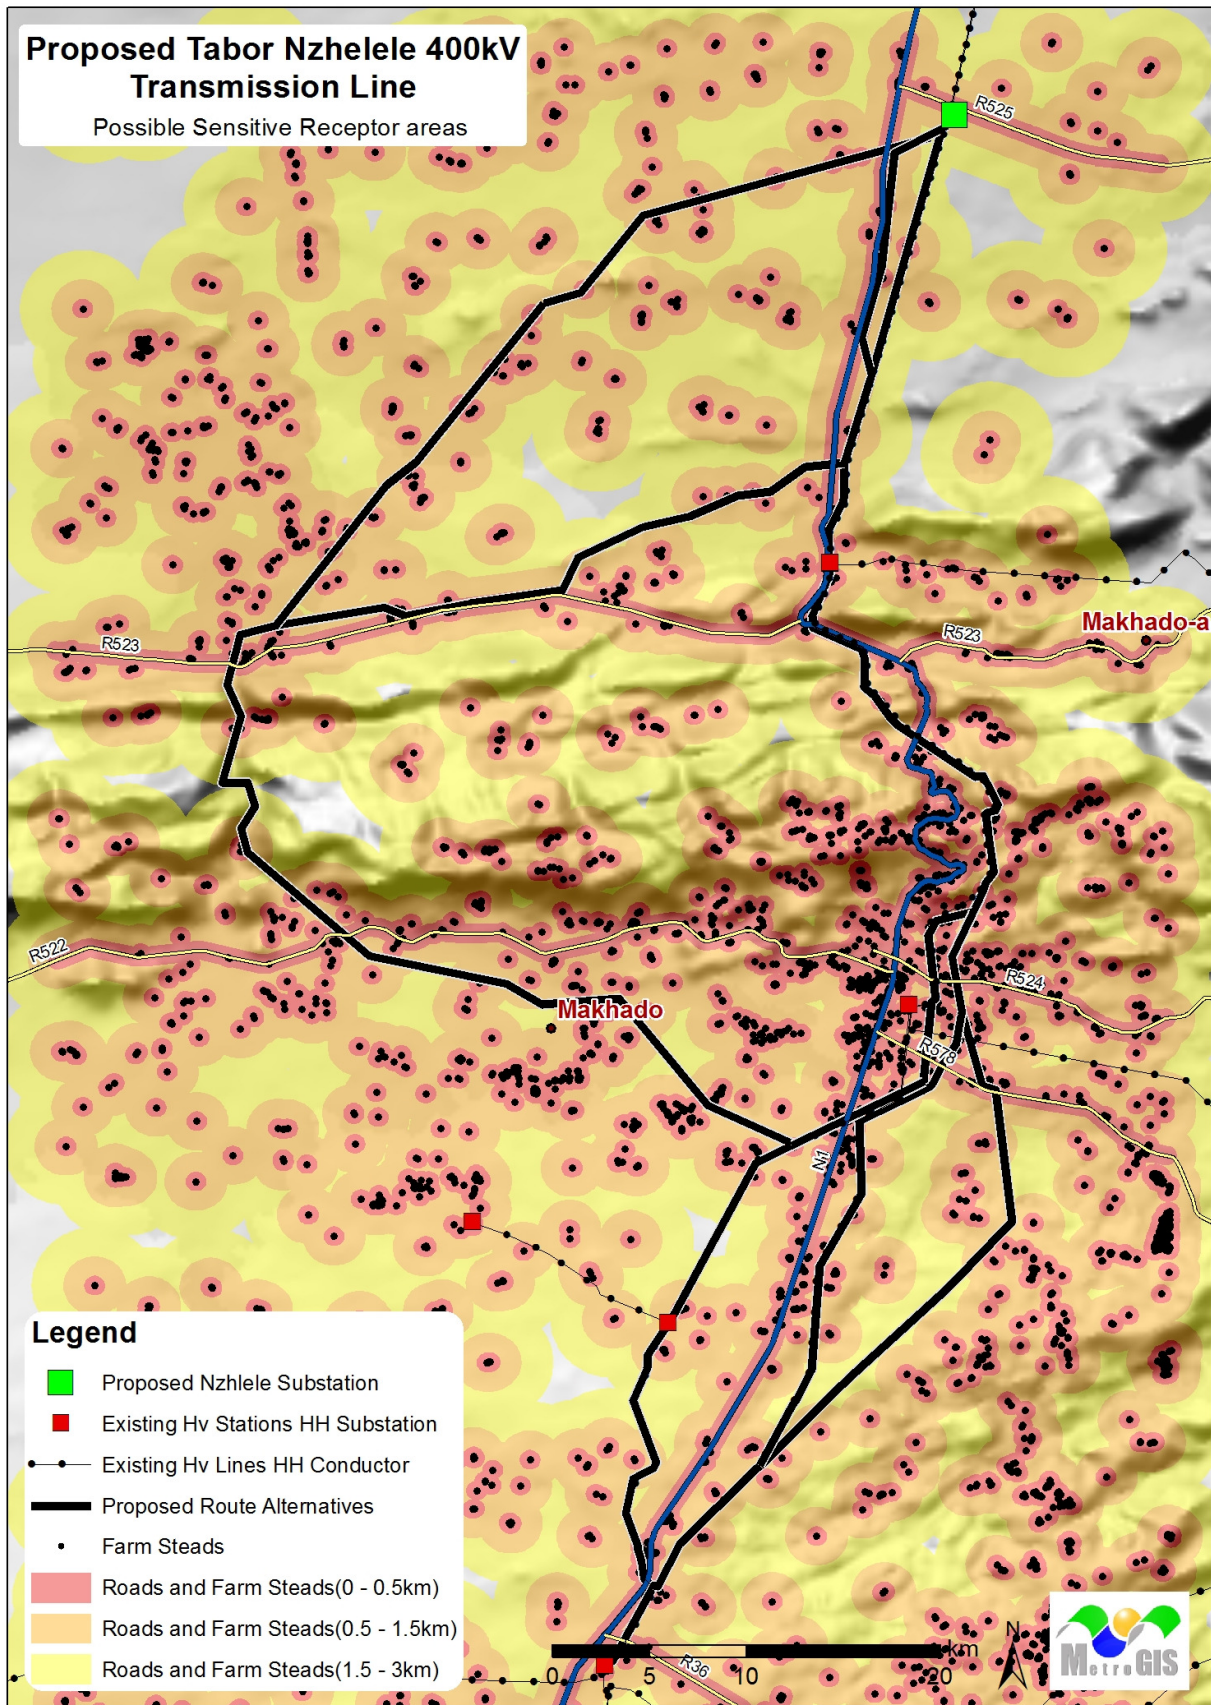 Proposed Tabor Nzhelele 400kV
Transmission Line
Possible Sensitive Receptor areas
R525
R523
R523
Makhado-a
R522
R524
Makhado
R578
N1
Legend
Proposed Nzhlele Substation
Existing Hv Stations HH Substation
Existing Hv Lines HH Conductor
Proposed Route Alternatives
Farm Steads
Roads and Farm Steads(0 - 0.5km)
Roads and Farm Steads(0.5 - 1.5km)
Roads and Farm Steads(1.5 - 3km)
R36
km
0 5 10 20
N
MetroGIS